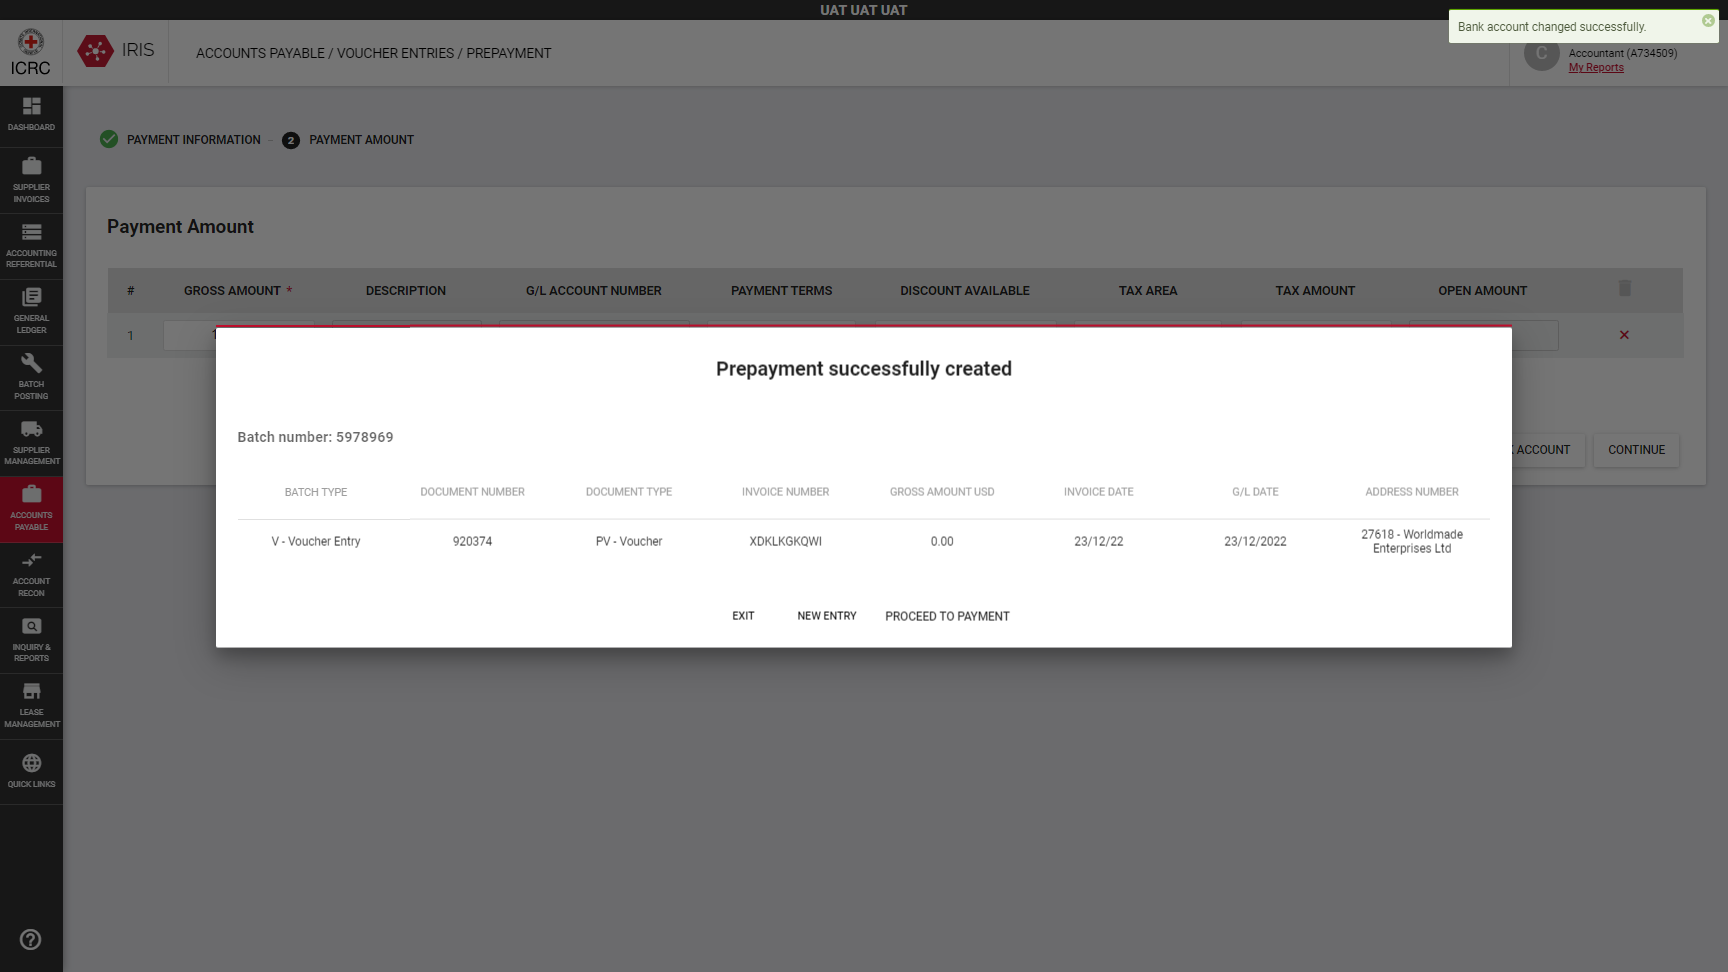 UAT UAT UAT
Bank account changed successfully.
ICRC
IRIS
ACCOUNTS PAYABLE / VOUCHER ENTRIES / PREPAYMENT
C
Accountant (A734509)
My Reports
DASHBOARD
SUPPLIER
INVOICES
ACCOUNTING
REFERENTIAL
GENERAL
LEDGER
BATCH
POSTING
SUPPLIER
MANAGEMENT
ACCOUNTS
PAYABLE
ACCOUNT
RECON
INQUIRY &
REPORTS
LEASE
MANAGEMENT
QUICK LINKS
PAYMENT INFORMATION
2 PAYMENT AMOUNT
Payment Amount
# GROSS AMOUNT * DESCRIPTION G/L ACCOUNT NUMBER PAYMENT TERMS DISCOUNT AVAILABLE TAX AREA TAX AMOUNT OPEN AMOUNT
1
ACCOUNT CONTINUE
Prepayment successfully created
Batch number: 5978969
BATCH TYPE DOCUMENT NUMBER DOCUMENT TYPE INVOICE NUMBER GROSS AMOUNT USD INVOICE DATE G/L DATE ADDRESS NUMBER
V - Voucher Entry 920374 PV - Voucher XDKLKGKQWI 0.00 23/12/22 23/12/2022 27618 - Worldmade
Enterprises Ltd
EXIT NEW ENTRY PROCEED TO PAYMENT